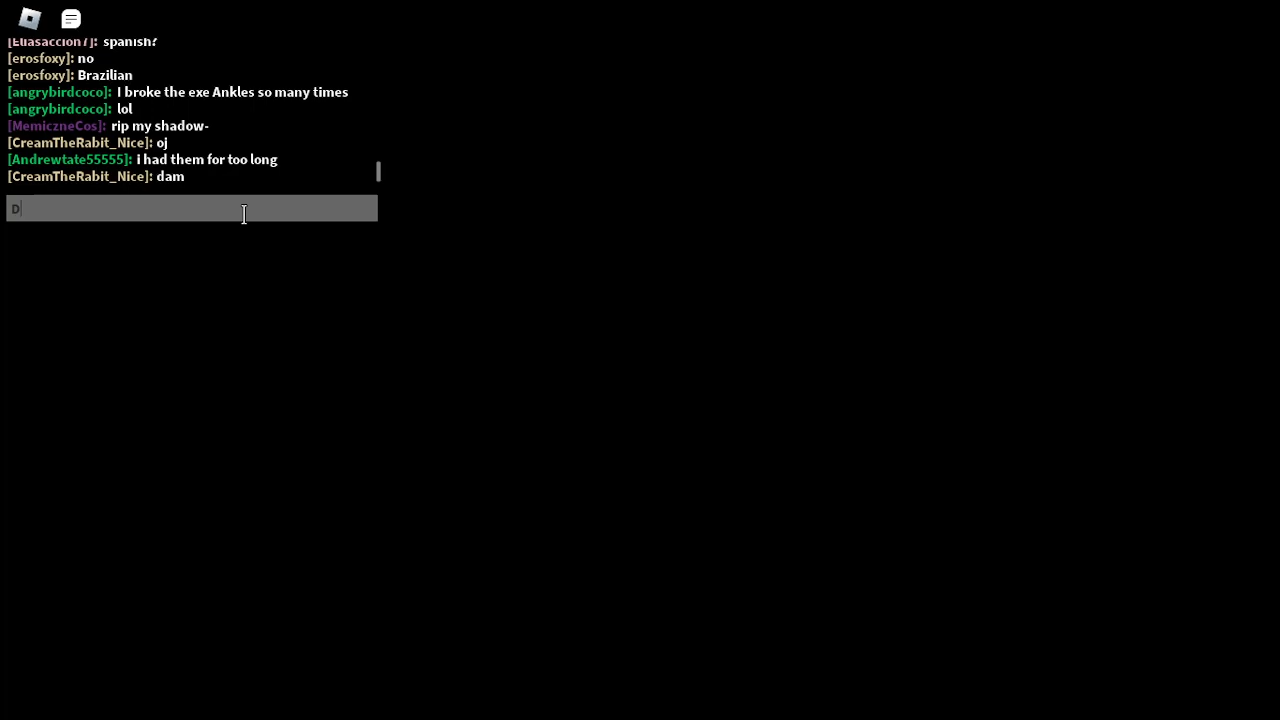 [Eliasaccion7]: spanish?
[erosfoxy]: no
[erosfoxy]: Brazilian
[angrybirdcoco]: I broke the exe Ankles so many times
[angrybirdcoco]: lol
[MemiczneCos]: rip my shadow-
[CreamTheRabit_Nice]: oj
[Andrewtate55555]: i had them for too long
[CreamTheRabit_Nice]: dam
D